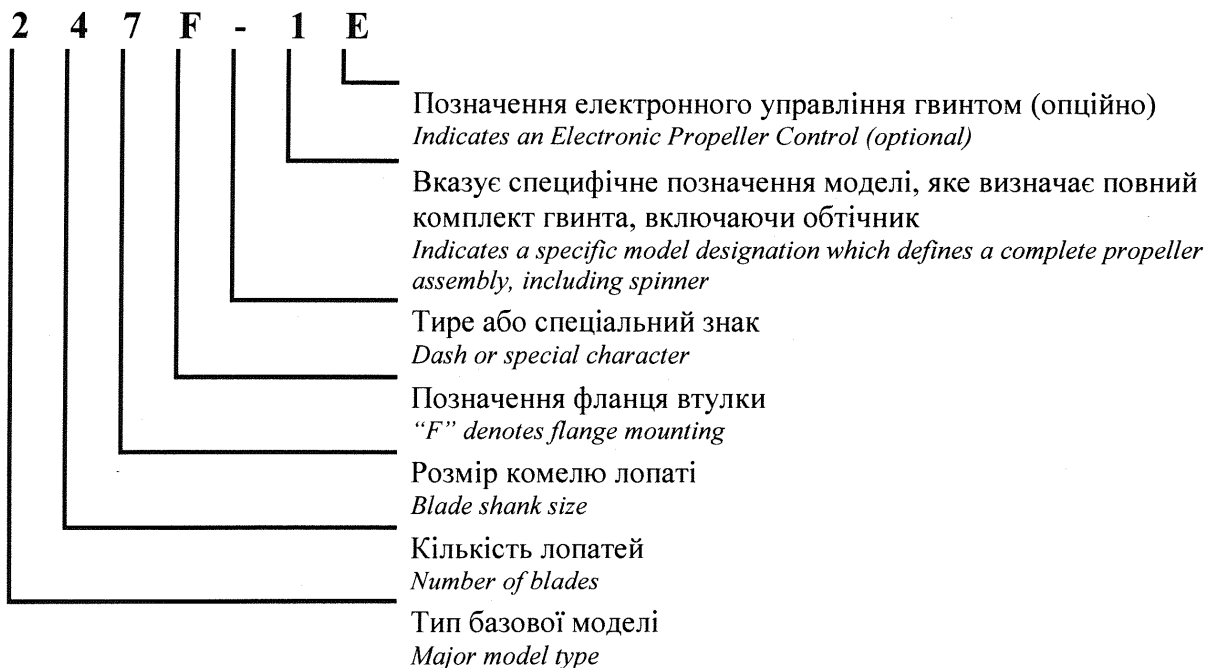 2 4 7 F - 1 E
Позначення електронного управління гвинтом (опційно)
Indicates an Electronic Propeller Control (optional)
Вказує специфічне позначення моделі, яке визначає повний
комплект гвинта, включаючи обтічник
Indicates a specific model designation which defines a complete propeller
assembly, including spinner
Тире або спеціальний знак
Dash or special character
Позначення фланця втулки
“F” denotes flange mounting
Розмір комелю лопаті
Blade shank size
Кількість лопатей
Number of blades
Тип базової моделі
Major model type